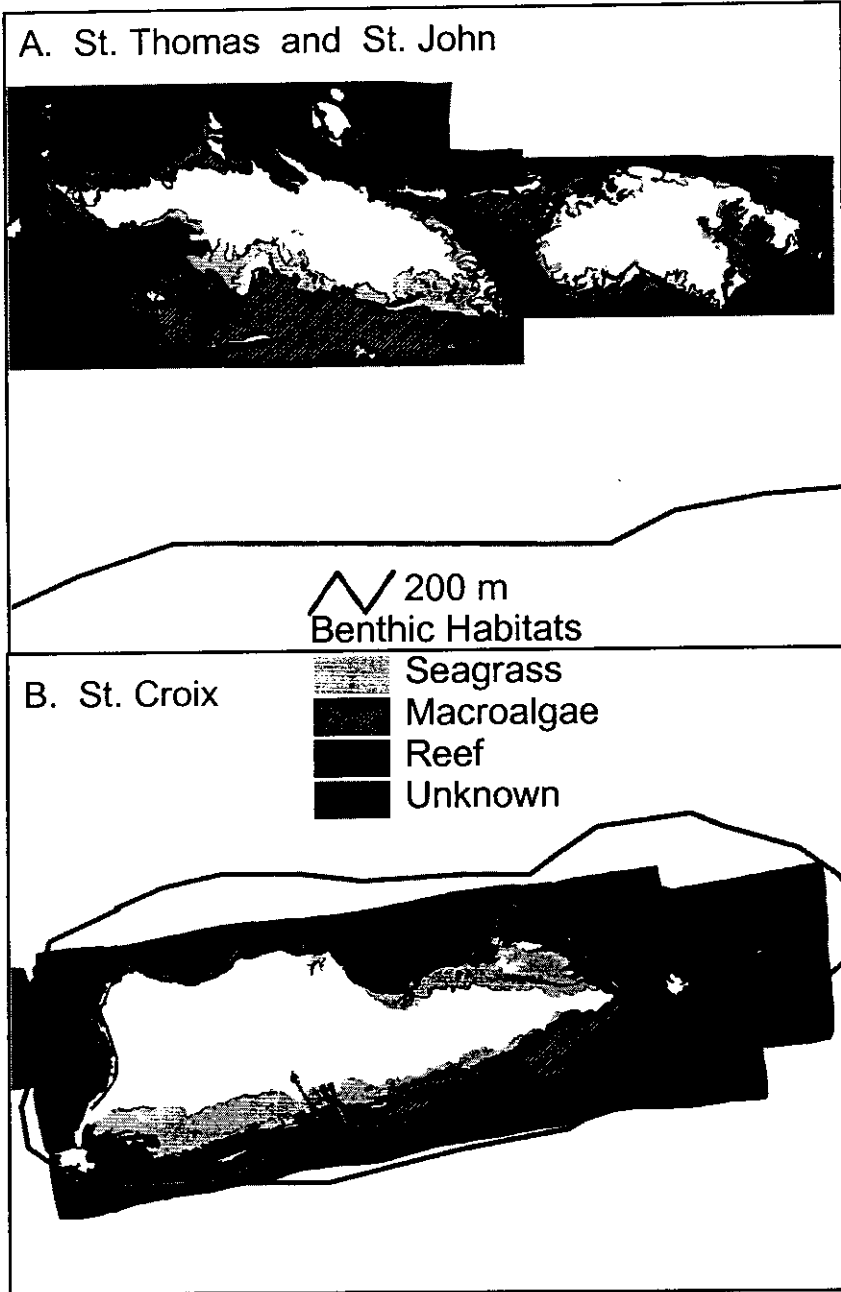 A. St. Thomas and St. John
200 m
Benthic Habitats
Seagrass
B. St. Croix
Macroalgae
Reef
Unknown